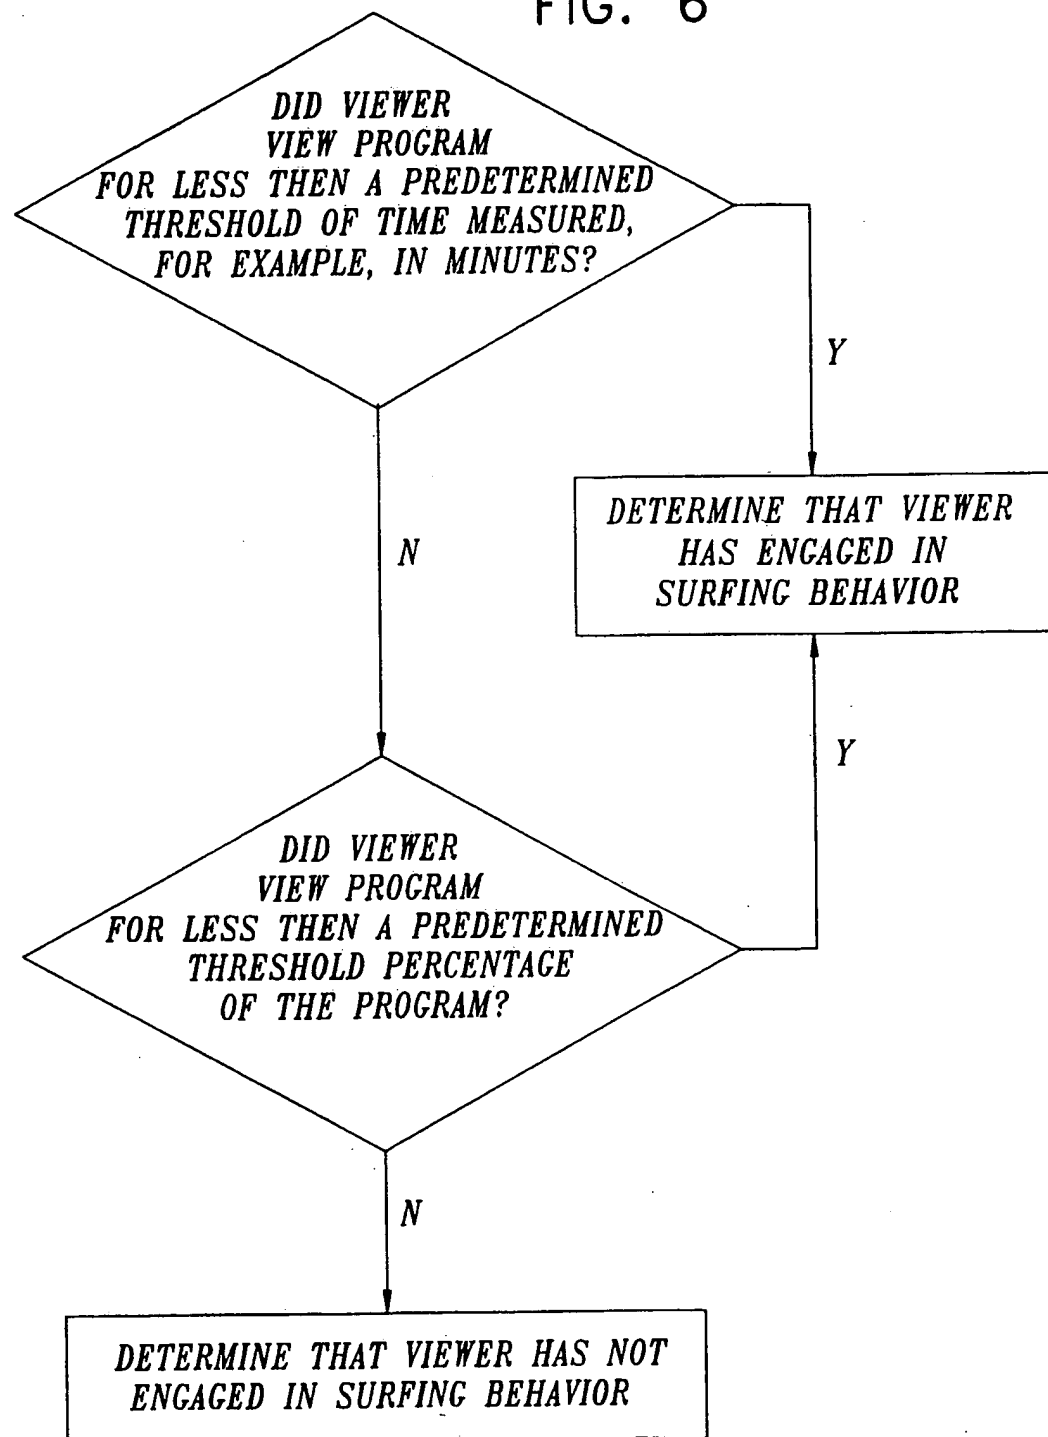 FIG. 6
DID VIEWER
VIEW PROGRAM
FOR LESS THEN A PREDETERMINED
THRESHOLD OF TIME MEASURED,
FOR EXAMPLE, IN MINUTES?
Y
DETERMINE THAT VIEWER
HAS ENGAGED IN
SURFING BEHAVIOR
N
Y
DID VIEWER
VIEW PROGRAM
FOR LESS THEN A PREDETERMINED
THRESHOLD PERCENTAGE
OF THE PROGRAM?
N
DETERMINE THAT VIEWER HAS NOT
ENGAGED IN SURFING BEHAVIOR